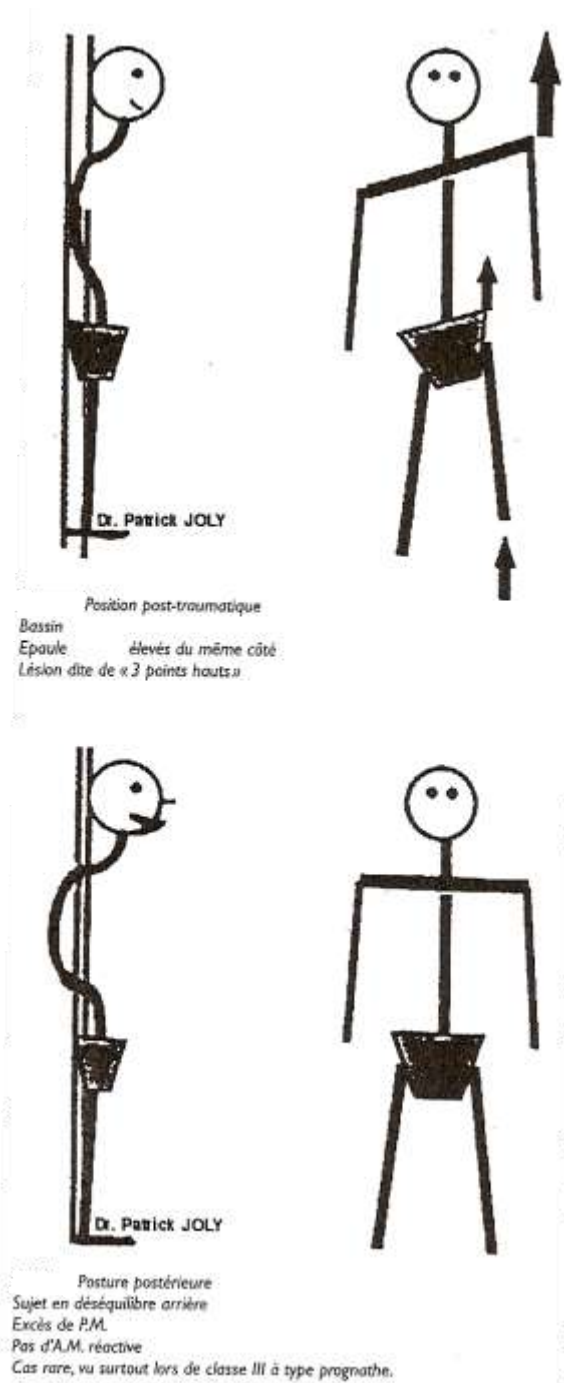 Dr. Patrick JOLY
Position post-traumatique
Bassin
Epaule élevés du même côté
Lésion dite de « 3 points hauts »
Dr. Patrick JOLY
Posture postérieure
Sujet en déséquilibre arrière
Excès de P.M.
Pas d'A.M. réactive
Cas rare, vu surtout lors de classe III à type prognathe.